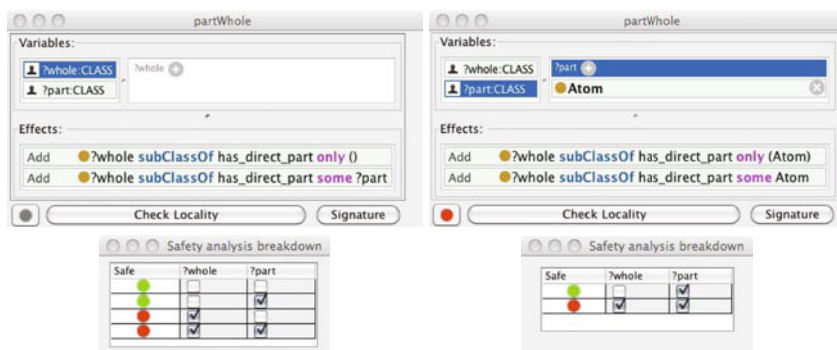 partWhole
Variables:
?whole:CLASS
?part:CLASS
?whole
Effects:
Add ?whole subClassOf has_direct_part only ()
Add ?whole subClassOf has_direct_part some ?part
Check Locality
Signature
partWhole
Variables:
?whole:CLASS
?part:CLASS
?part
Atom
Effects:
Add ?whole subClassOf has_direct_part only (Atom)
Add ?whole subClassOf has_direct_part some Atom
Check Locality
Signature
Safety analysis breakdown
Safe ?whole ?part
Safety analysis breakdown
Safe ?whole ?part